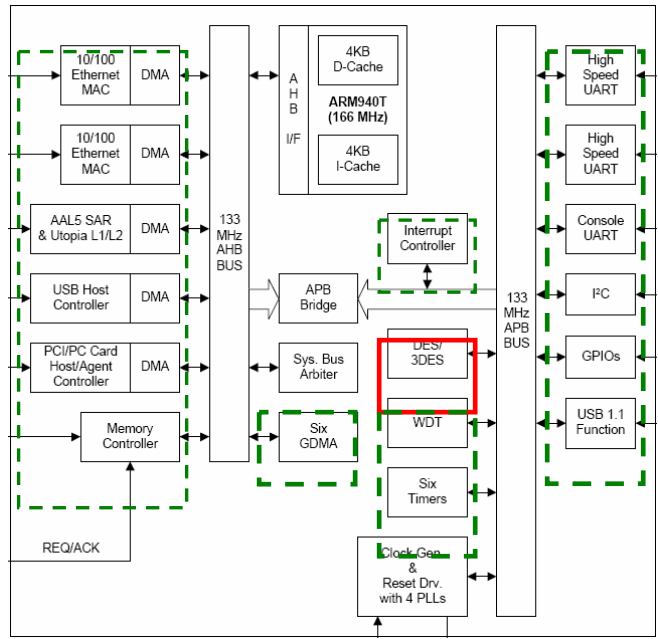 10/100
Ethernet
MAC
DMA
10/100
Ethernet
MAC
DMA
AAL5 SAR
& Utopia L1/L2
DMA
USB Host
Controller
DMA
PCI/PC Card
Host/Agent
Controller
DMA
Memory
Controller
REQ/ACK
133
MHz
AHB
BUS
A
H
B
I/F
4KB
D-Cache
ARM940T
(166 MHz)
4KB
I-Cache
Interrupt
Controller
APB
Bridge
Sys. Bus
Arbiter
Six
GDMA
DES/
3DES
WDT
Six
Timers
Clock Gen.
&
Reset Drv.
with 4 PLLs
133
MHz
APB
BUS
High
Speed
UART
High
Speed
UART
Console
UART
I²C
GPIOs
USB 1.1
Function